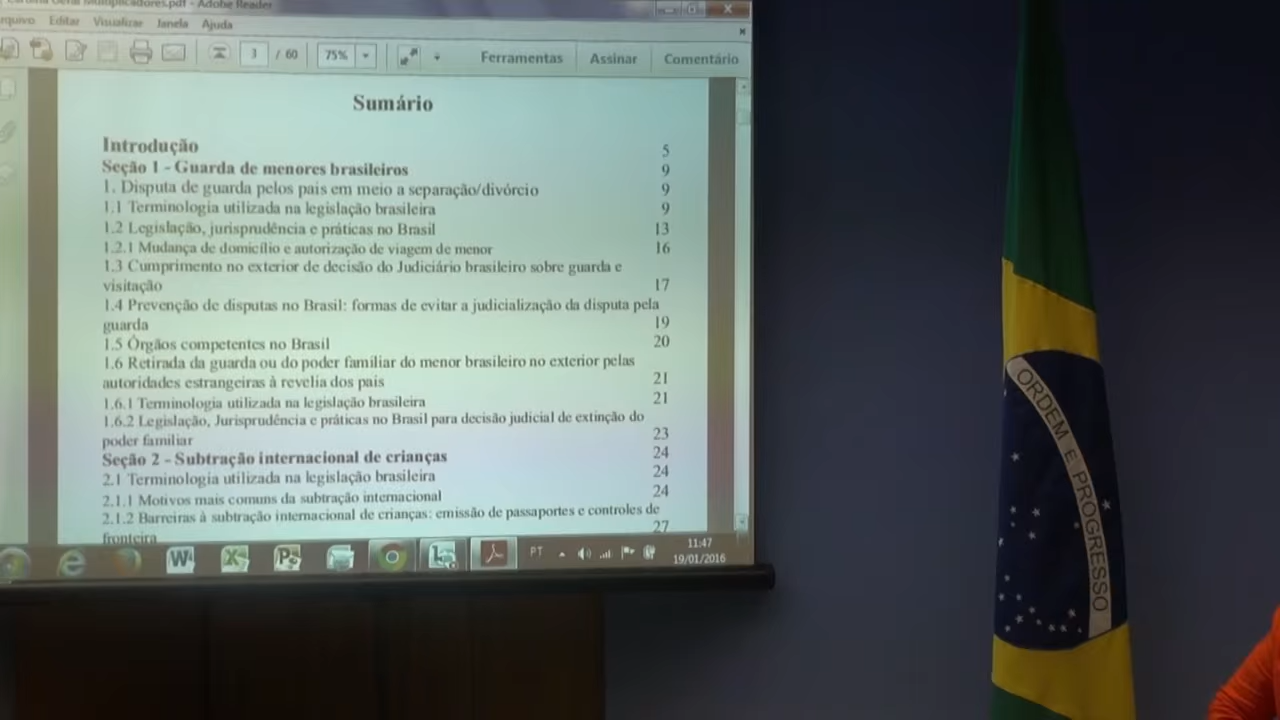 Multiplicadores.pdf - Adobe Reader
Editar Visualizar Janela Ajuda
3 / 60 75% Ferramentas Assinar Comentário
Sumário
Introdução 5
Seção 1 - Guarda de menores brasileiros 9
1. Disputa de guarda pelos pais em meio a separação/divórcio 9
1.1 Terminologia utilizada na legislação brasileira 9
1.2 Legislação, jurisprudência e práticas no Brasil 13
1.2.1 Mudança de domicílio e autorização de viagem de menor 16
1.3 Cumprimento no exterior de decisão do Judiciário brasileiro sobre guarda e
visitação 17
1.4 Prevenção de disputas no Brasil: formas de evitar a judicialização da disputa pela
guarda 19
1.5 Órgãos competentes no Brasil 20
1.6 Retirada da guarda ou do poder familiar do menor brasileiro no exterior pelas
autoridades estrangeiras à revelia dos pais 21
1.6.1 Terminologia utilizada na legislação brasileira 21
1.6.2 Legislação, Jurisprudência e práticas no Brasil para decisão judicial de extinção do
poder familiar 23
Seção 2 - Subtração internacional de crianças 24
2.1 Terminologia utilizada na legislação brasileira 24
2.1.1 Motivos mais comuns da subtração internacional 24
2.1.2 Barreiras à subtração internacional de crianças: emissão de passaportes e controles de
fronteira 27
PT 11:47
19/01/2016
ORDEM E PROGRESSO